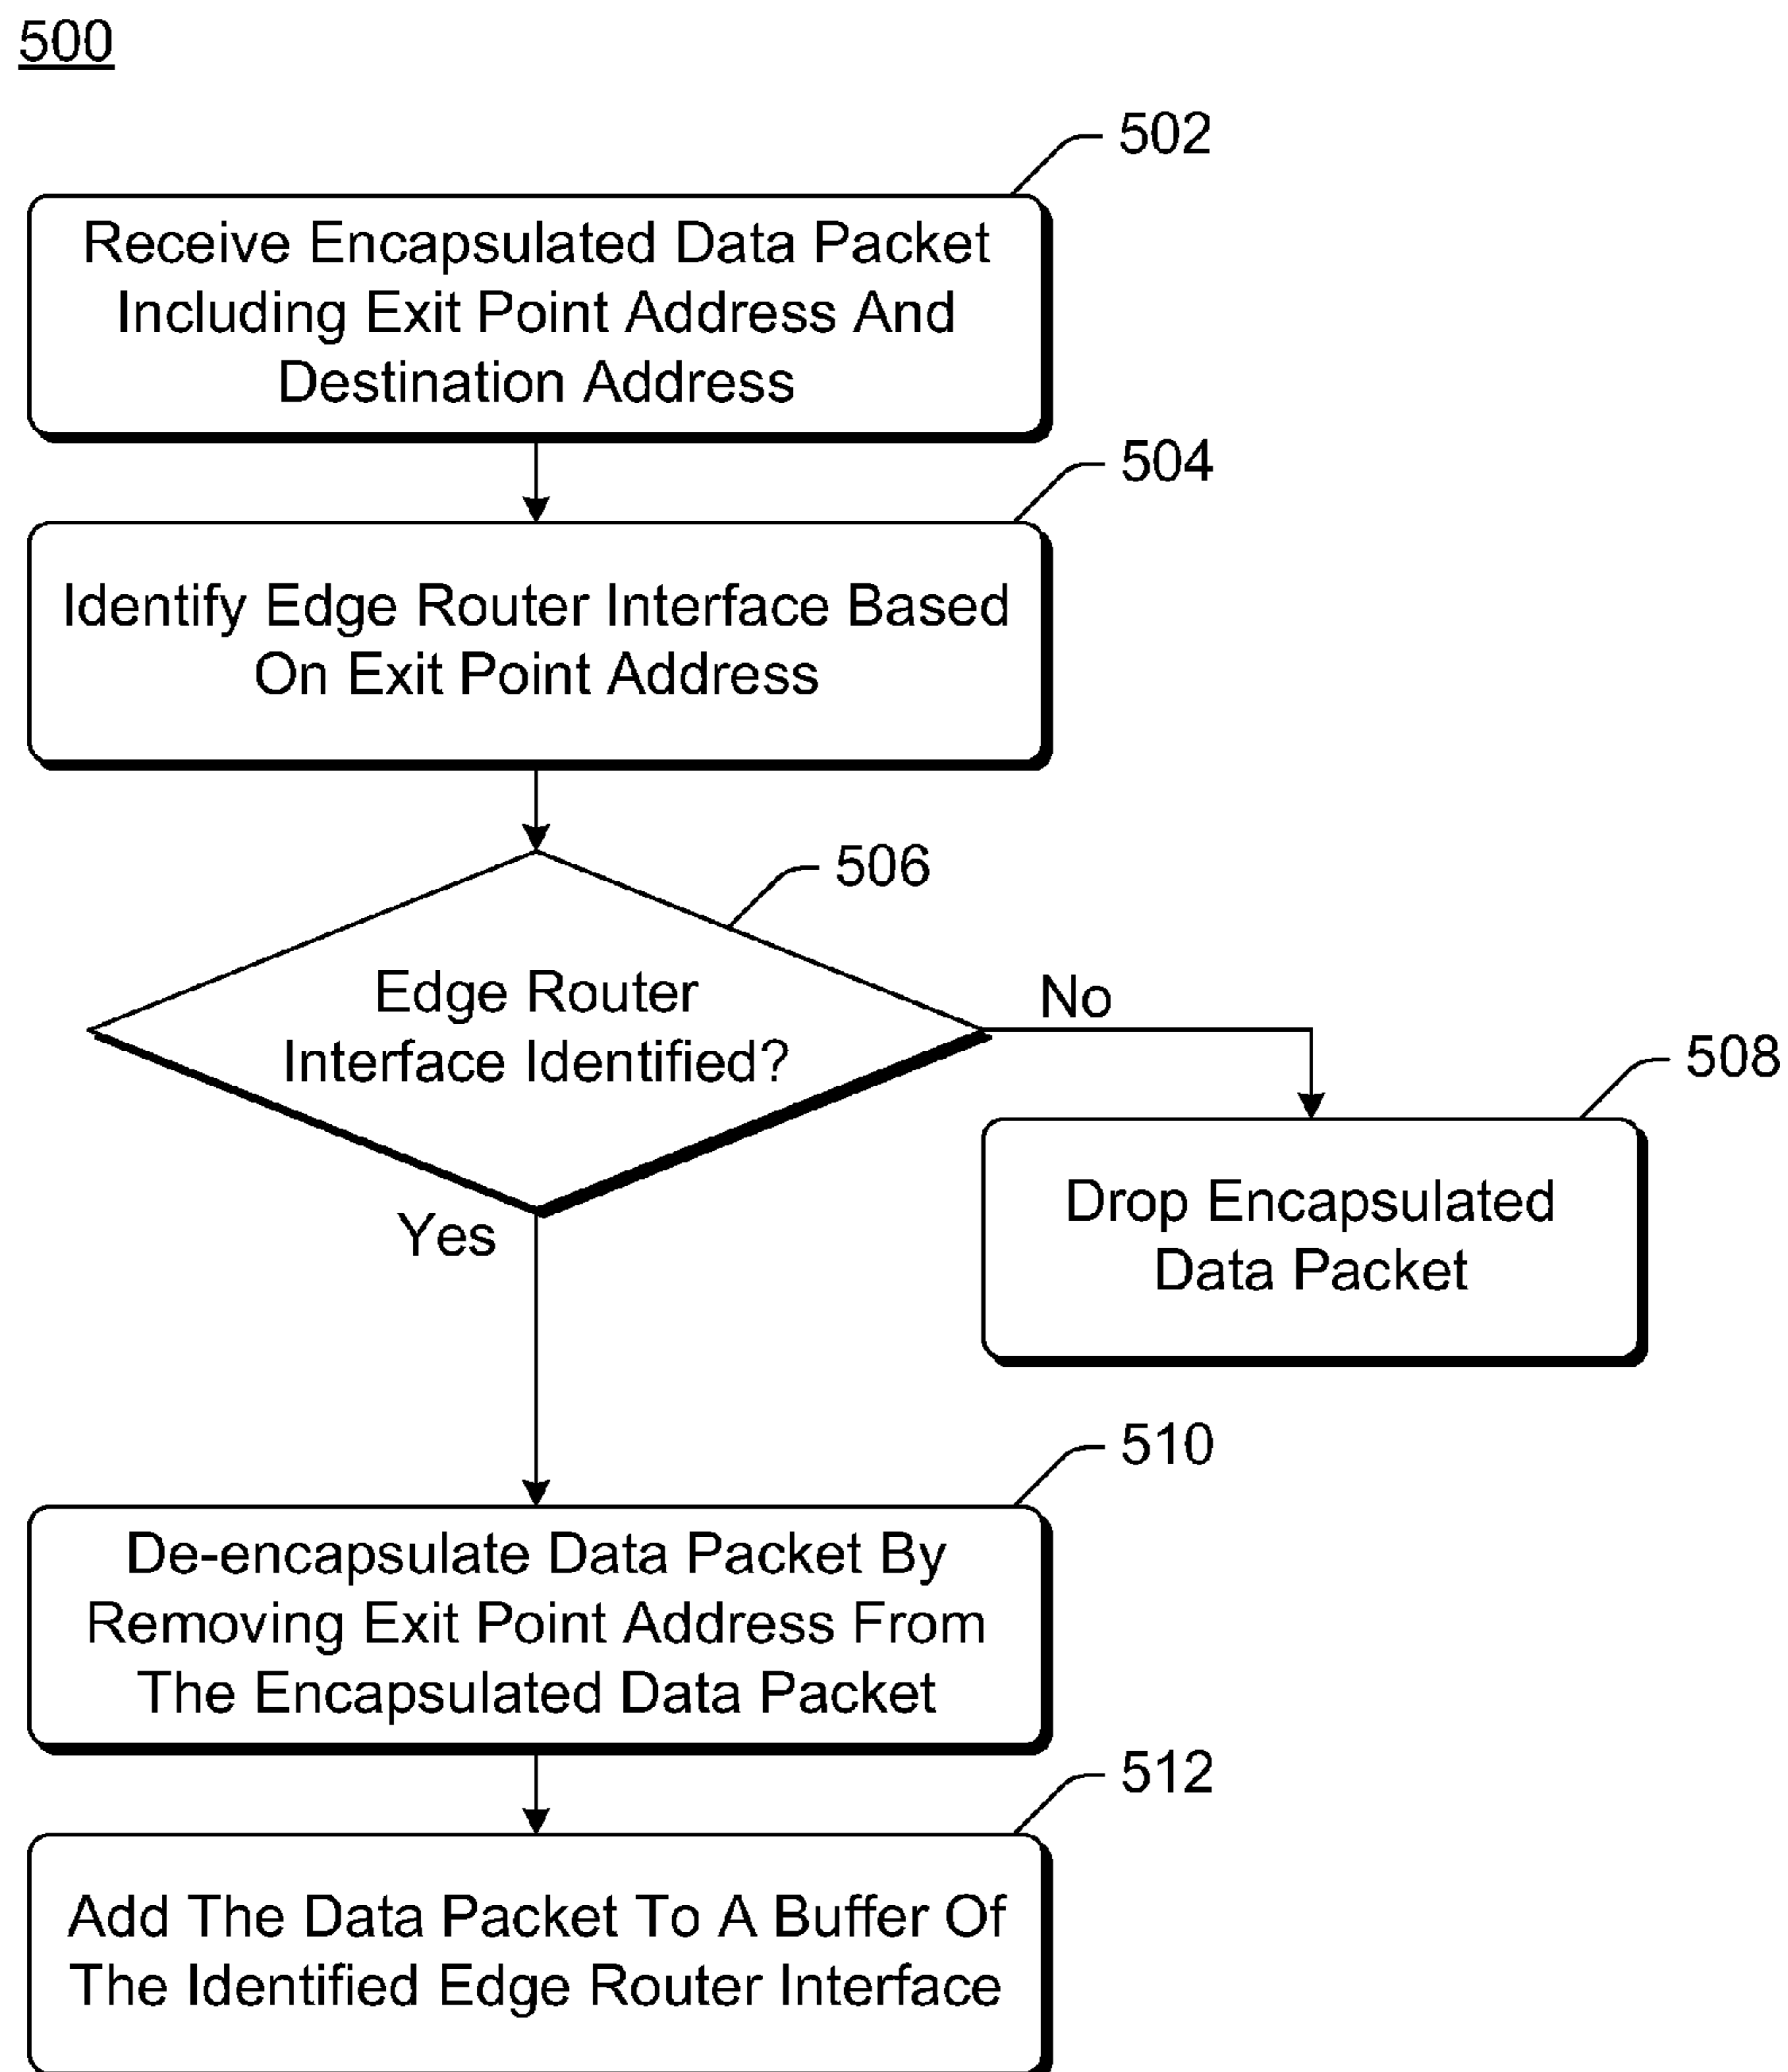 500
502
Receive Encapsulated Data Packet
Including Exit Point Address And
Destination Address
504
Identify Edge Router Interface Based
On Exit Point Address
506
Edge Router
Interface Identified?
No
508
Drop Encapsulated
Data Packet
Yes
510
De-encapsulate Data Packet By
Removing Exit Point Address From
The Encapsulated Data Packet
512
Add The Data Packet To A Buffer Of
The Identified Edge Router Interface